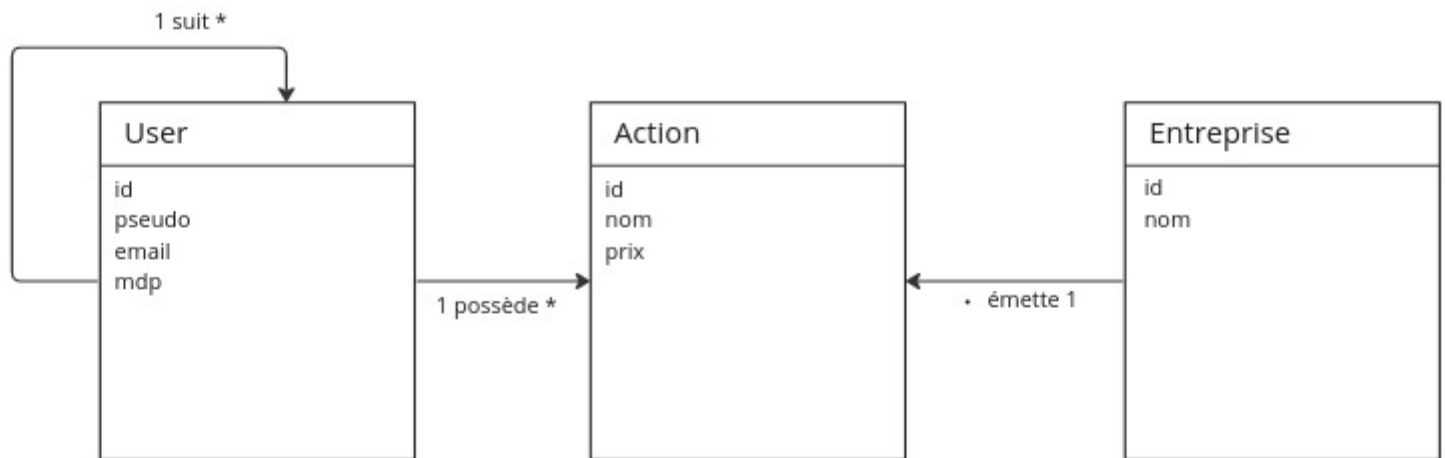 1 suit *
User
id
pseudo
email
mdp
1 possède *
Action
id
nom
prix
• émette 1
Entreprise
id
nom